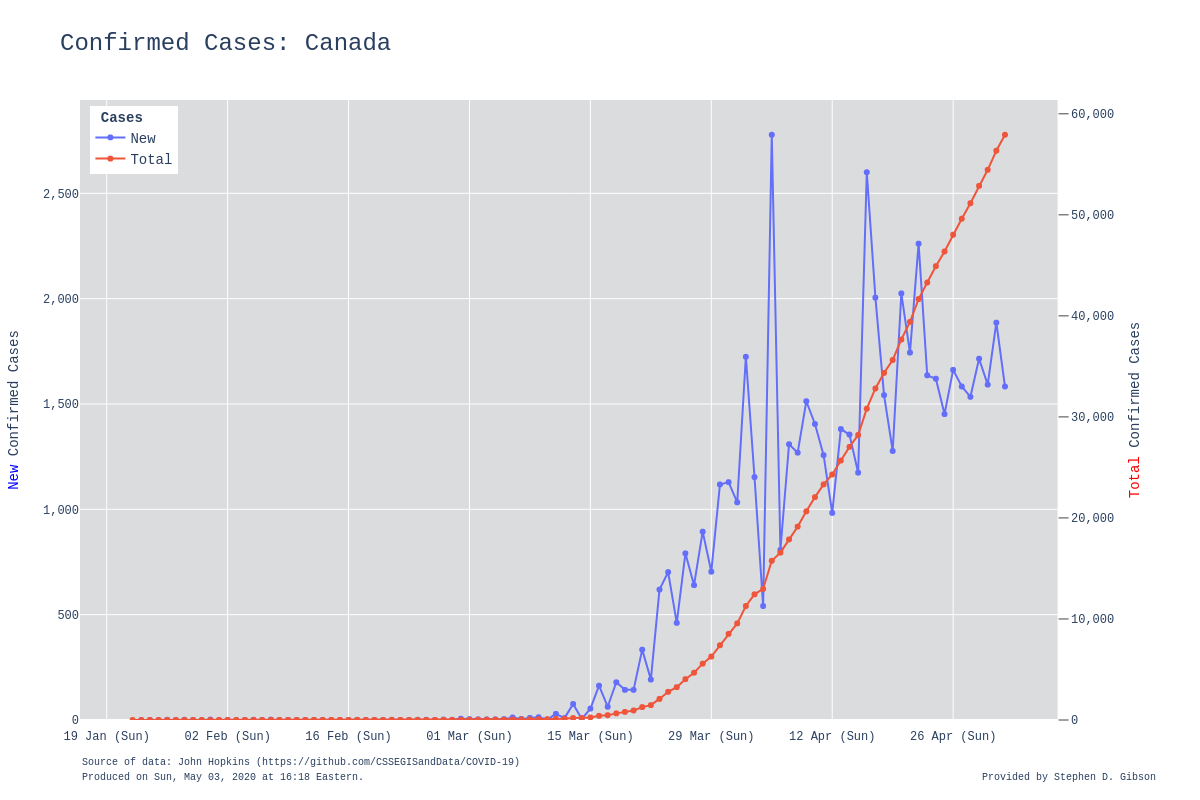 Confirmed Cases: Canada
Cases
New
Total
60,000
50,000
40,000
30,000
20,000
10,000
0
2,500
2,000
1,500
1,000
500
0
New Confirmed Cases
Total Confirmed Cases
19 Jan (Sun) 02 Feb (Sun) 16 Feb (Sun) 01 Mar (Sun) 15 Mar (Sun) 29 Mar (Sun) 12 Apr (Sun) 26 Apr (Sun)
Source of data: John Hopkins (https://github.com/CSSEGISandData/COVID-19)
Produced on Sun, May 03, 2020 at 16:18 Eastern.
Provided by Stephen D. Gibson